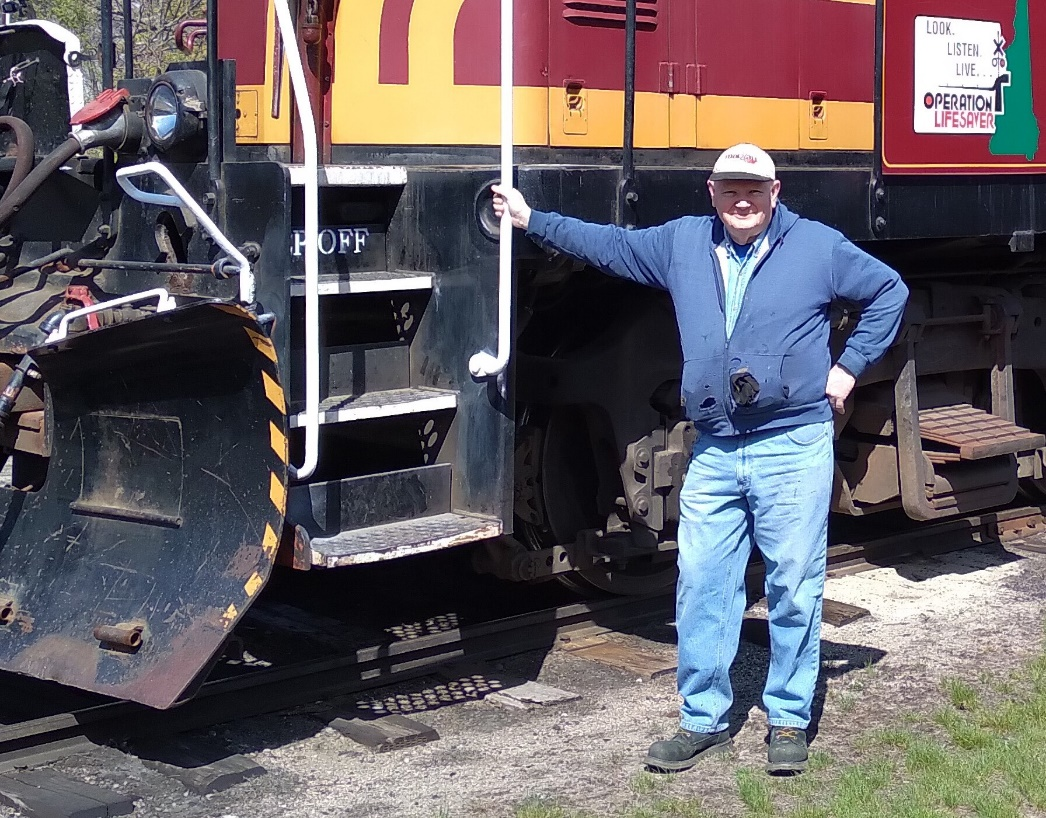 LOOK.
LISTEN.
LIVE...
OPERATION
LIFESAVER
OFF